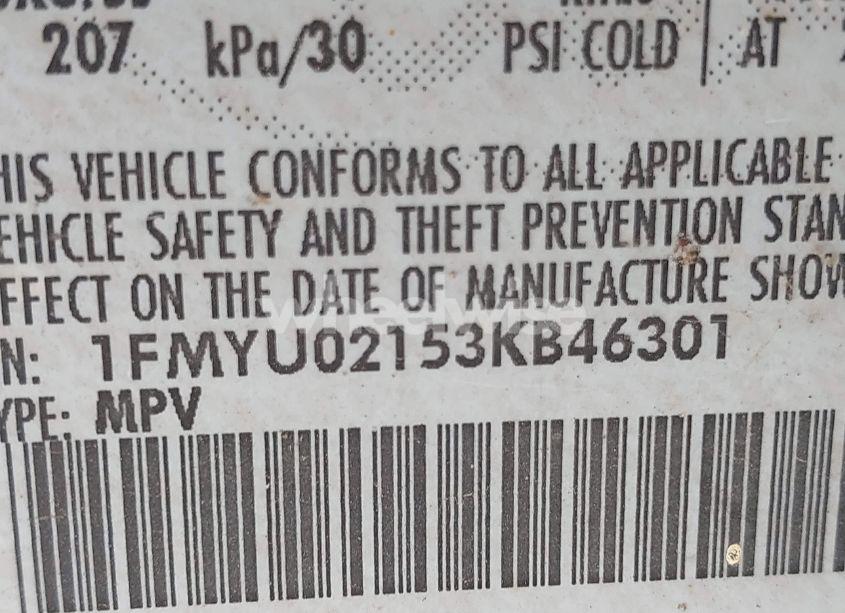 207 kPa/30 PSI COLD AT
HIS VEHICLE CONFORMS TO ALL APPLICABLE
EHICLE SAFETY AND THEFT PREVENTION STAN
FFECT ON THE DATE OF MANUFACTURE SHOW
N: 1FMYU02153KB46301
YPE: MPV
wheelwise